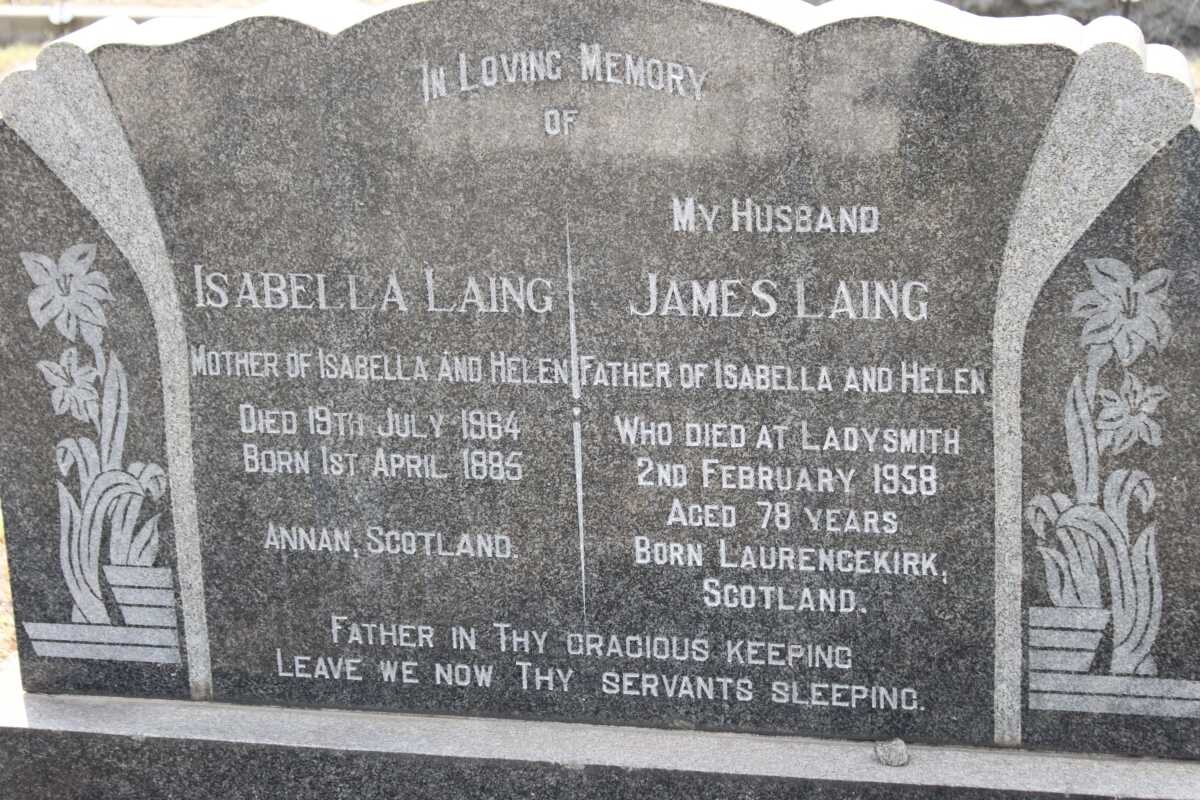 IN LOVING MEMORY
OF
ISABELLA LAING
MOTHER OF ISABELLA AND HELEN
DIED 19TH JULY 1964
BORN 1ST APRIL 1885
ANNAN, SCOTLAND.
MY HUSBAND
JAMES LAING
FATHER OF ISABELLA AND HELEN
WHO DIED AT LADYSMITH
2ND FEBRUARY 1958
AGED 78 YEARS
BORN LAURENCEKIRK,
SCOTLAND.
FATHER IN THY GRACIOUS KEEPING
LEAVE WE NOW THY SERVANTS SLEEPING.